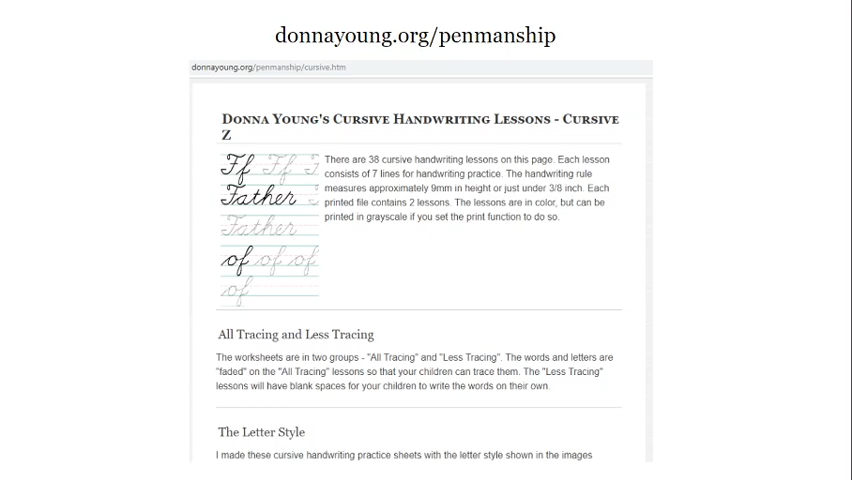 donnayoung.org/penmanship
donnayoung.org/penmanship/cursive.htm
Donna Young's Cursive Handwriting Lessons - Cursive
Z
Ff Ff F
Father
Father
of of of
of
There are 38 cursive handwriting lessons on this page. Each lesson
consists of 7 lines for handwriting practice. The handwriting rule
measures approximately 9mm in height or just under 3/8 inch. Each
printed file contains 2 lessons. The lessons are in color, but can be
printed in grayscale if you set the print function to do so.
All Tracing and Less Tracing
The worksheets are in two groups - "All Tracing" and "Less Tracing". The words and letters are
"faded" on the "All Tracing" lessons so that your children can trace them. The "Less Tracing"
lessons will have blank spaces for your children to write the words on their own.
The Letter Style
I made these cursive handwriting practice sheets with the letter style shown in the images